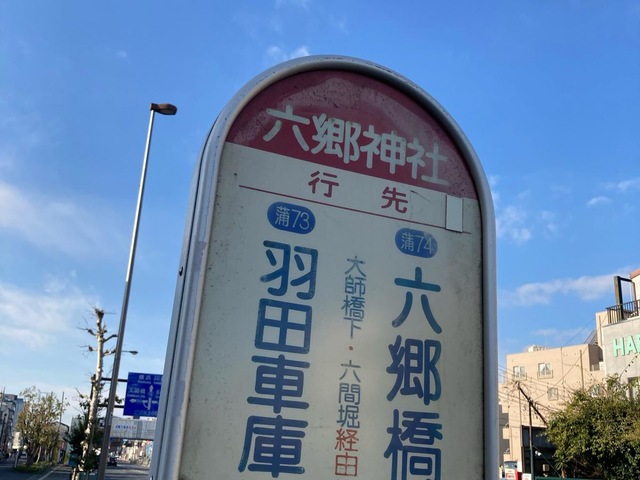 六郷神社
行先
蒲74
六郷橋
大師橋下・六間堀経由
蒲73
羽田車庫